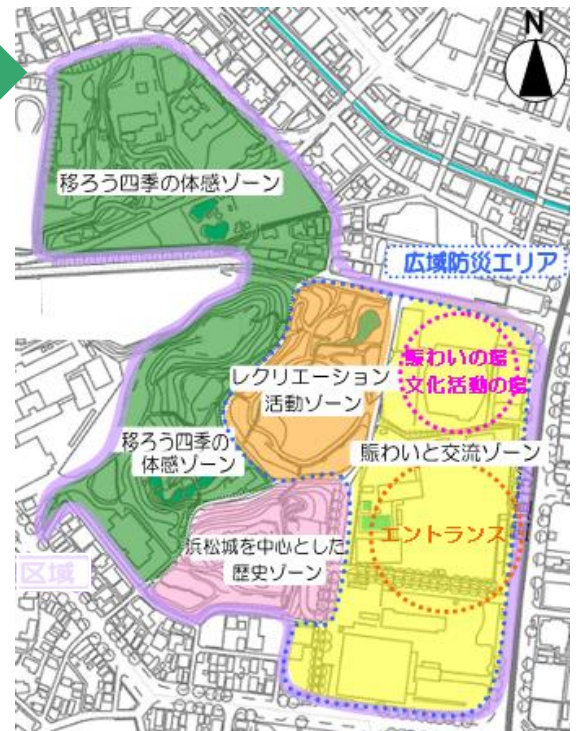 N
移ろう四季の体感ゾーン
広域防災エリア
賑わいの場
文化活動の場
レクリエーション
活動ゾーン
移ろう四季の
体感ゾーン
賑わいと交流ゾーン
エントランス
浜松城を中心とした
歴史ゾーン
区域